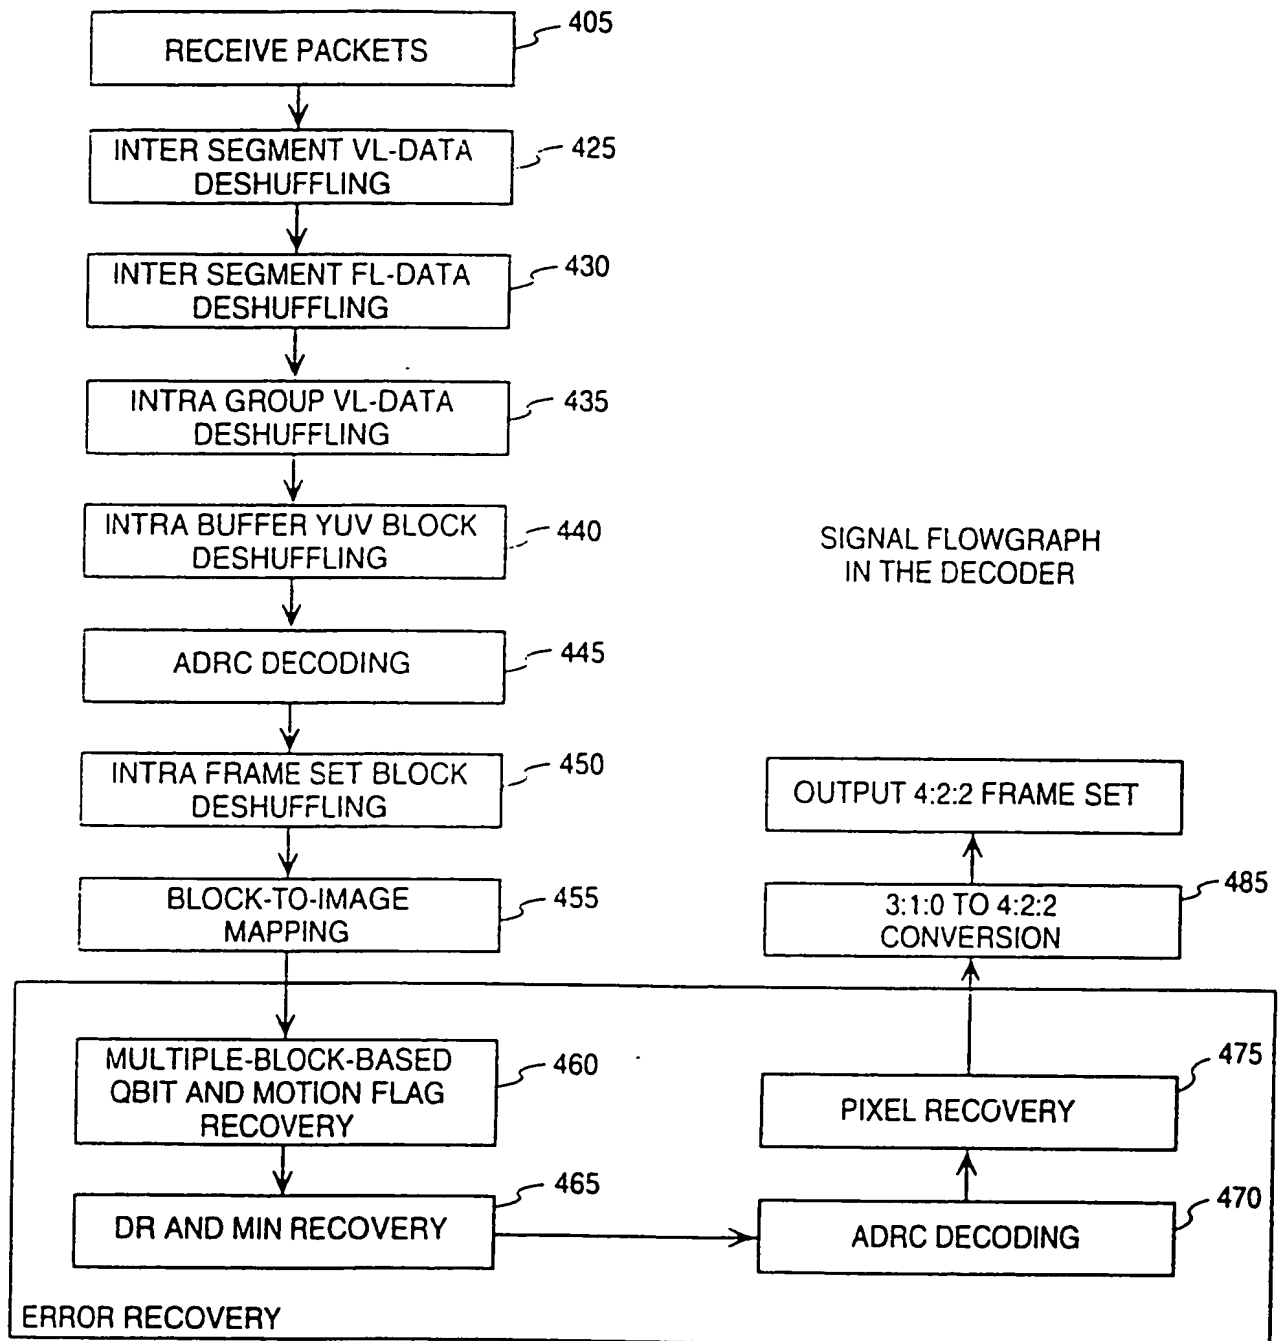 RECEIVE PACKETS
405
INTER SEGMENT VL-DATA
DESHUFFLING
425
INTER SEGMENT FL-DATA
DESHUFFLING
430
INTRA GROUP VL-DATA
DESHUFFLING
435
INTRA BUFFER YUV BLOCK
DESHUFFLING
440
SIGNAL FLOWGRAPH
IN THE DECODER
ADRC DECODING
445
INTRA FRAME SET BLOCK
DESHUFFLING
450
BLOCK-TO-IMAGE
MAPPING
455
MULTIPLE-BLOCK-BASED
QBIT AND MOTION FLAG
RECOVERY
460
DR AND MIN RECOVERY
465
ADRC DECODING
470
PIXEL RECOVERY
475
3:1:0 TO 4:2:2
CONVERSION
485
OUTPUT 4:2:2 FRAME SET
ERROR RECOVERY